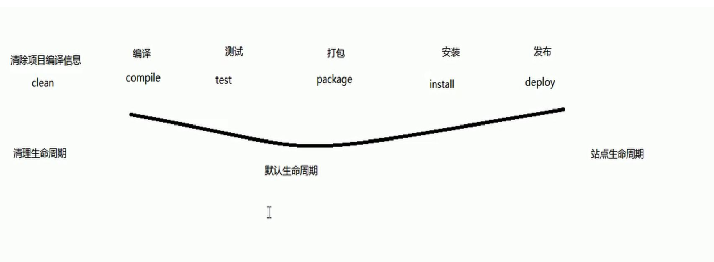 清除项目编译信息 编译 测试 打包 安装 发布
clean compile test package install deploy
清理生命周期 默认生命周期 站点生命周期